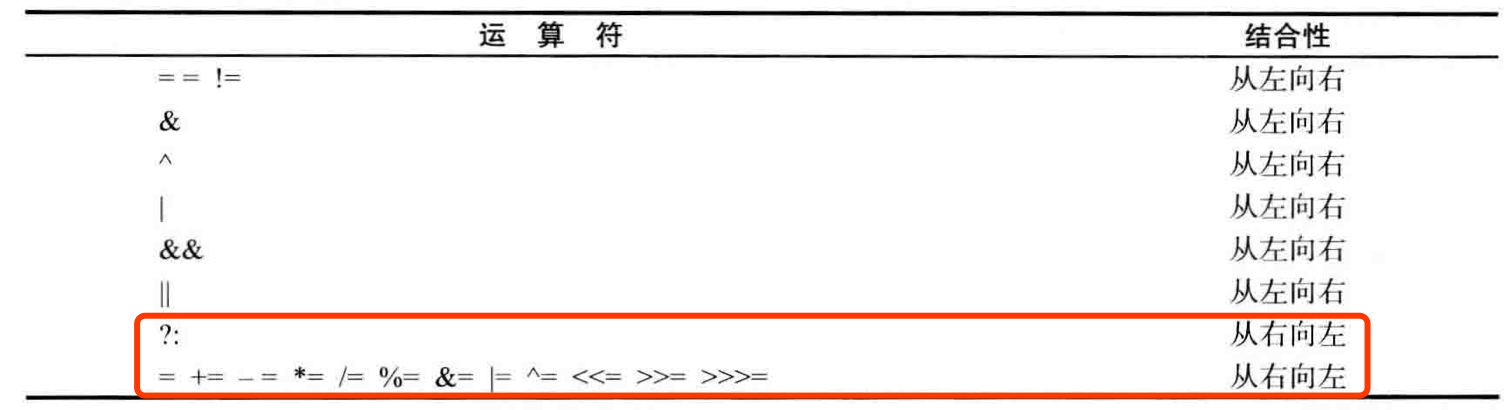 运 算 符 结合性
== != 从左向右
& 从左向右
^ 从左向右
| 从左向右
&& 从左向右
|| 从左向右
?: 从右向左
= += -= *= /= %= &= |= ^= <<= >>= >>>= 从右向左